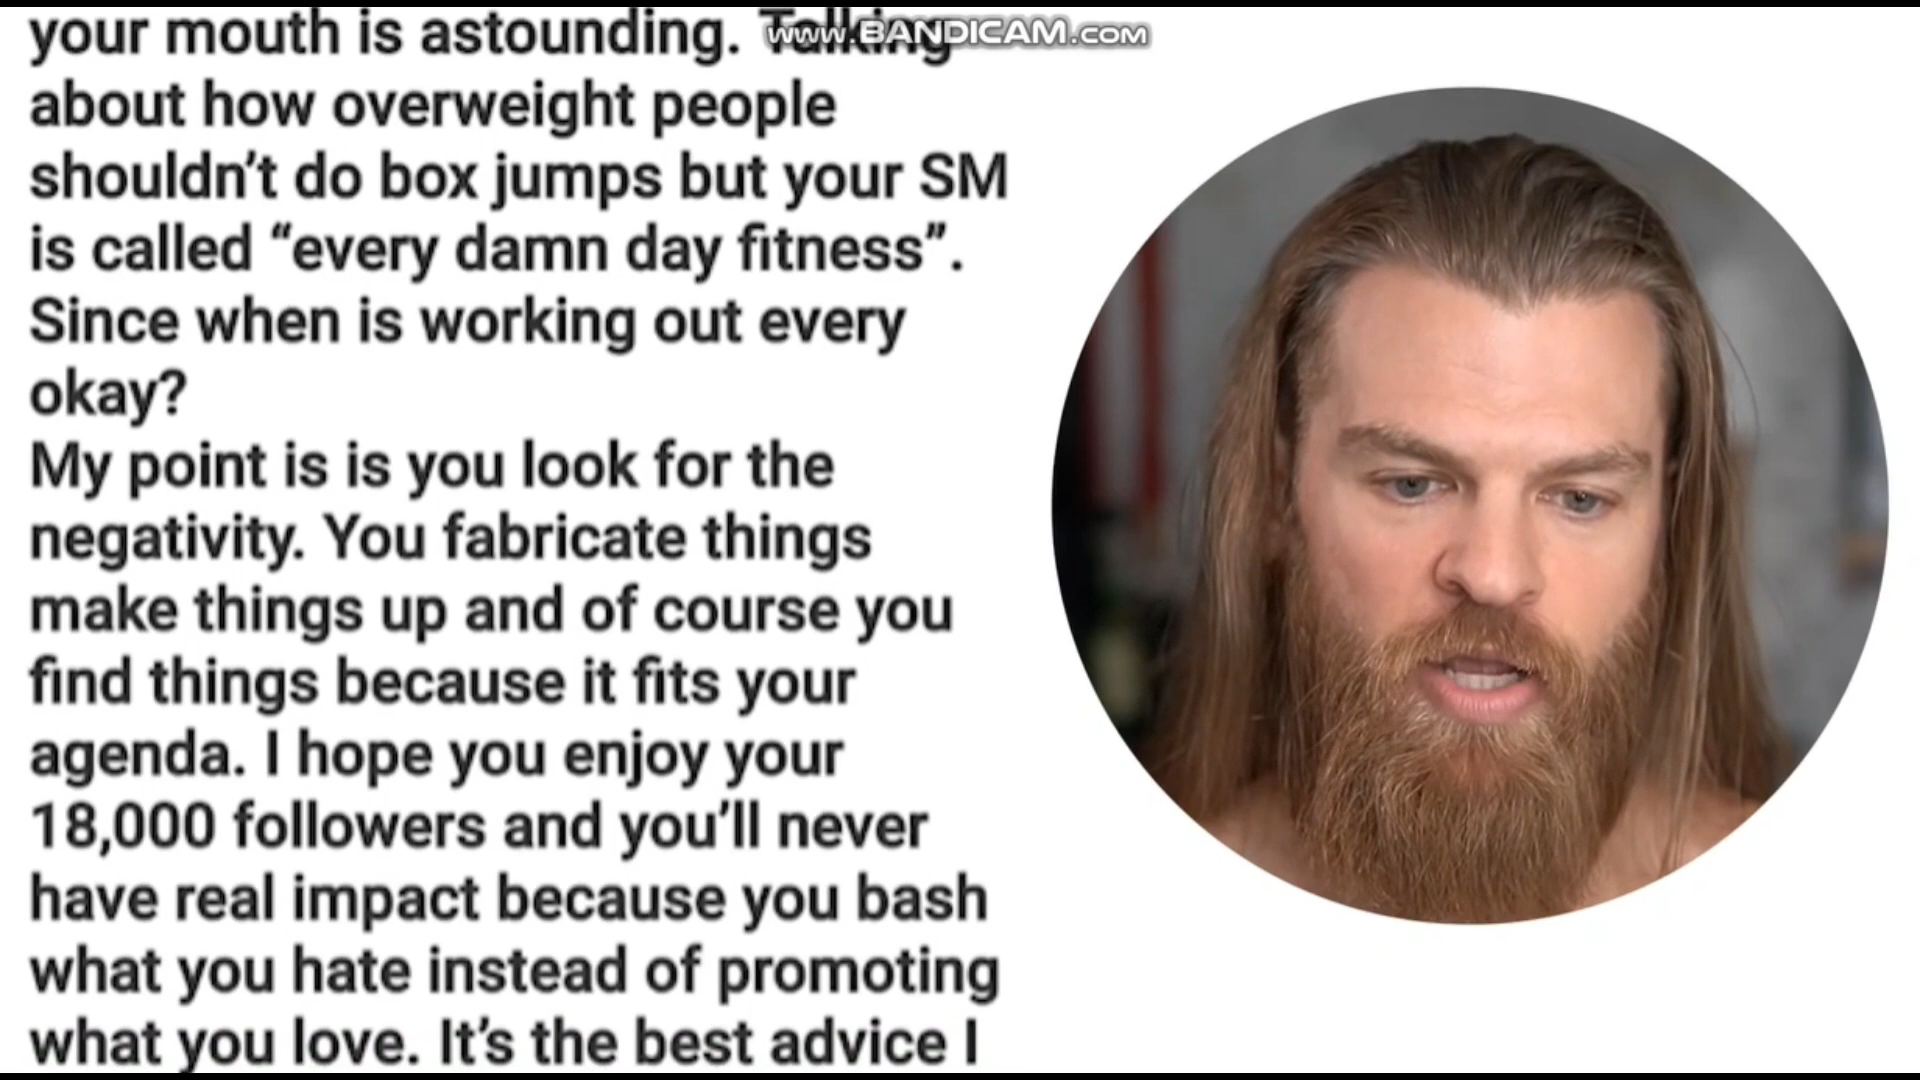 your mouth is astounding. Talking
www.BANDICAM.com
about how overweight people
shouldn’t do box jumps but your SM
is called “every damn day fitness”.
Since when is working out every
okay?
My point is is you look for the
negativity. You fabricate things
make things up and of course you
find things because it fits your
agenda. I hope you enjoy your
18,000 followers and you’ll never
have real impact because you bash
what you hate instead of promoting
what you love. It’s the best advice I